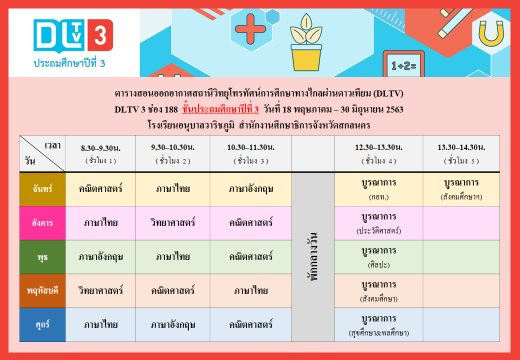 DLTV 3
ประถมศึกษาปีที่ 3
1÷2=
ตารางสอนออกอากาศสถานีวิทยุโทรทัศน์การศึกษาทางไกลผ่านดาวเทียม (DLTV)
DLTV 3 ช่อง 188 ชั้นประถมศึกษาปีที่ 3 วันที่ 18 พฤษภาคม – 30 มิถุนายน 2563
โรงเรียนอนุบาลวาริชภูมิ สำนักงานศึกษาธิการจังหวัดสกลนคร
เวลา
วัน
8.30–9.30น. 9.30–10.30น. 10.30–11.30น. 12.30–13.30น. 13.30–14.30น.
(ชั่วโมง 1) (ชั่วโมง 2) (ชั่วโมง 3) (ชั่วโมง 4) (ชั่วโมง 5)
พักกลางวัน
จันทร์ คณิตศาสตร์ ภาษาไทย ภาษาอังกฤษ บูรณาการ บูรณาการ
(กอท.) (สังคมศึกษาฯ)
อังคาร ภาษาไทย วิทยาศาสตร์ คณิตศาสตร์ บูรณาการ
(ประวัติศาสตร์)
พุธ ภาษาอังกฤษ ภาษาไทย คณิตศาสตร์ บูรณาการ
(ศิลปะ)
พฤหัสบดี วิทยาศาสตร์ คณิตศาสตร์ ภาษาไทย บูรณาการ
(สังคมศึกษา)
ศุกร์ ภาษาไทย ภาษาอังกฤษ คณิตศาสตร์ บูรณาการ
(สุขศึกษาและพลศึกษา)